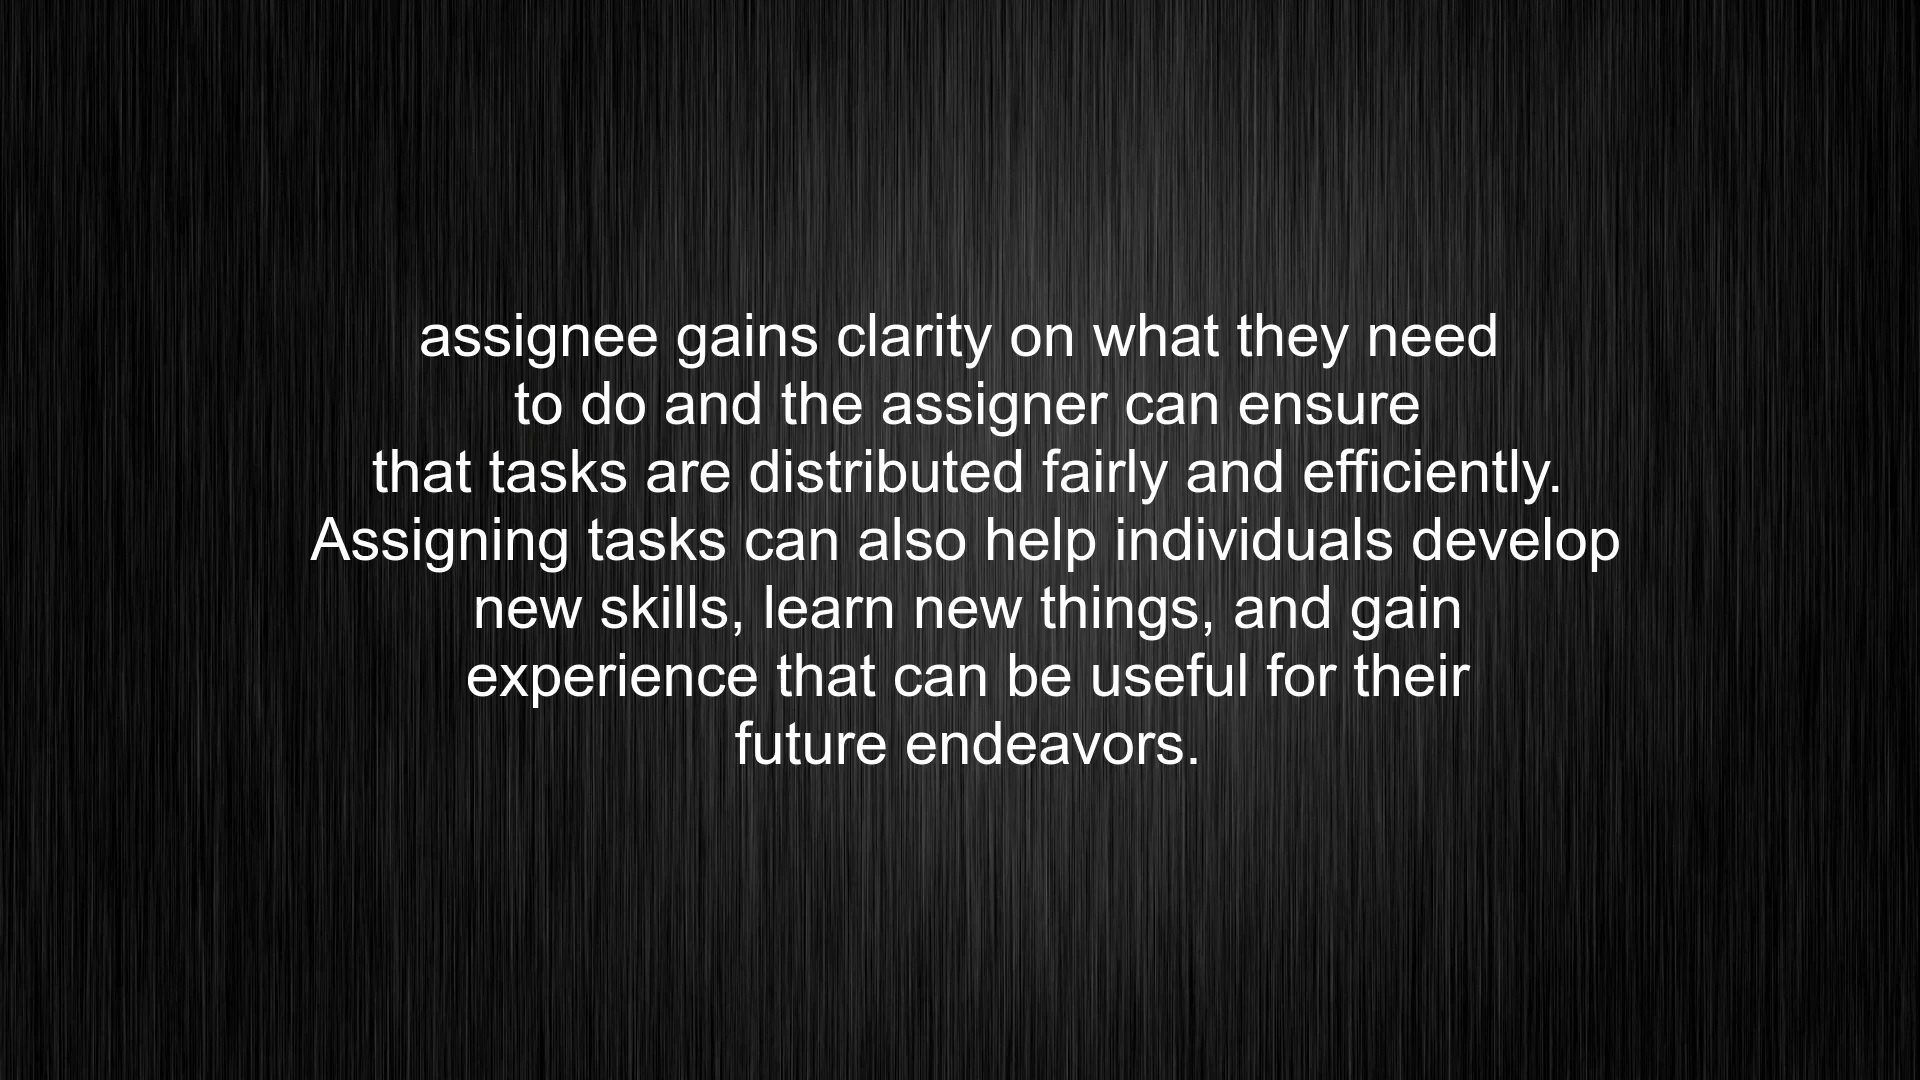 assignee gains clarity on what they need
to do and the assigner can ensure
that tasks are distributed fairly and efficiently.
Assigning tasks can also help individuals develop
new skills, learn new things, and gain
experience that can be useful for their
future endeavors.